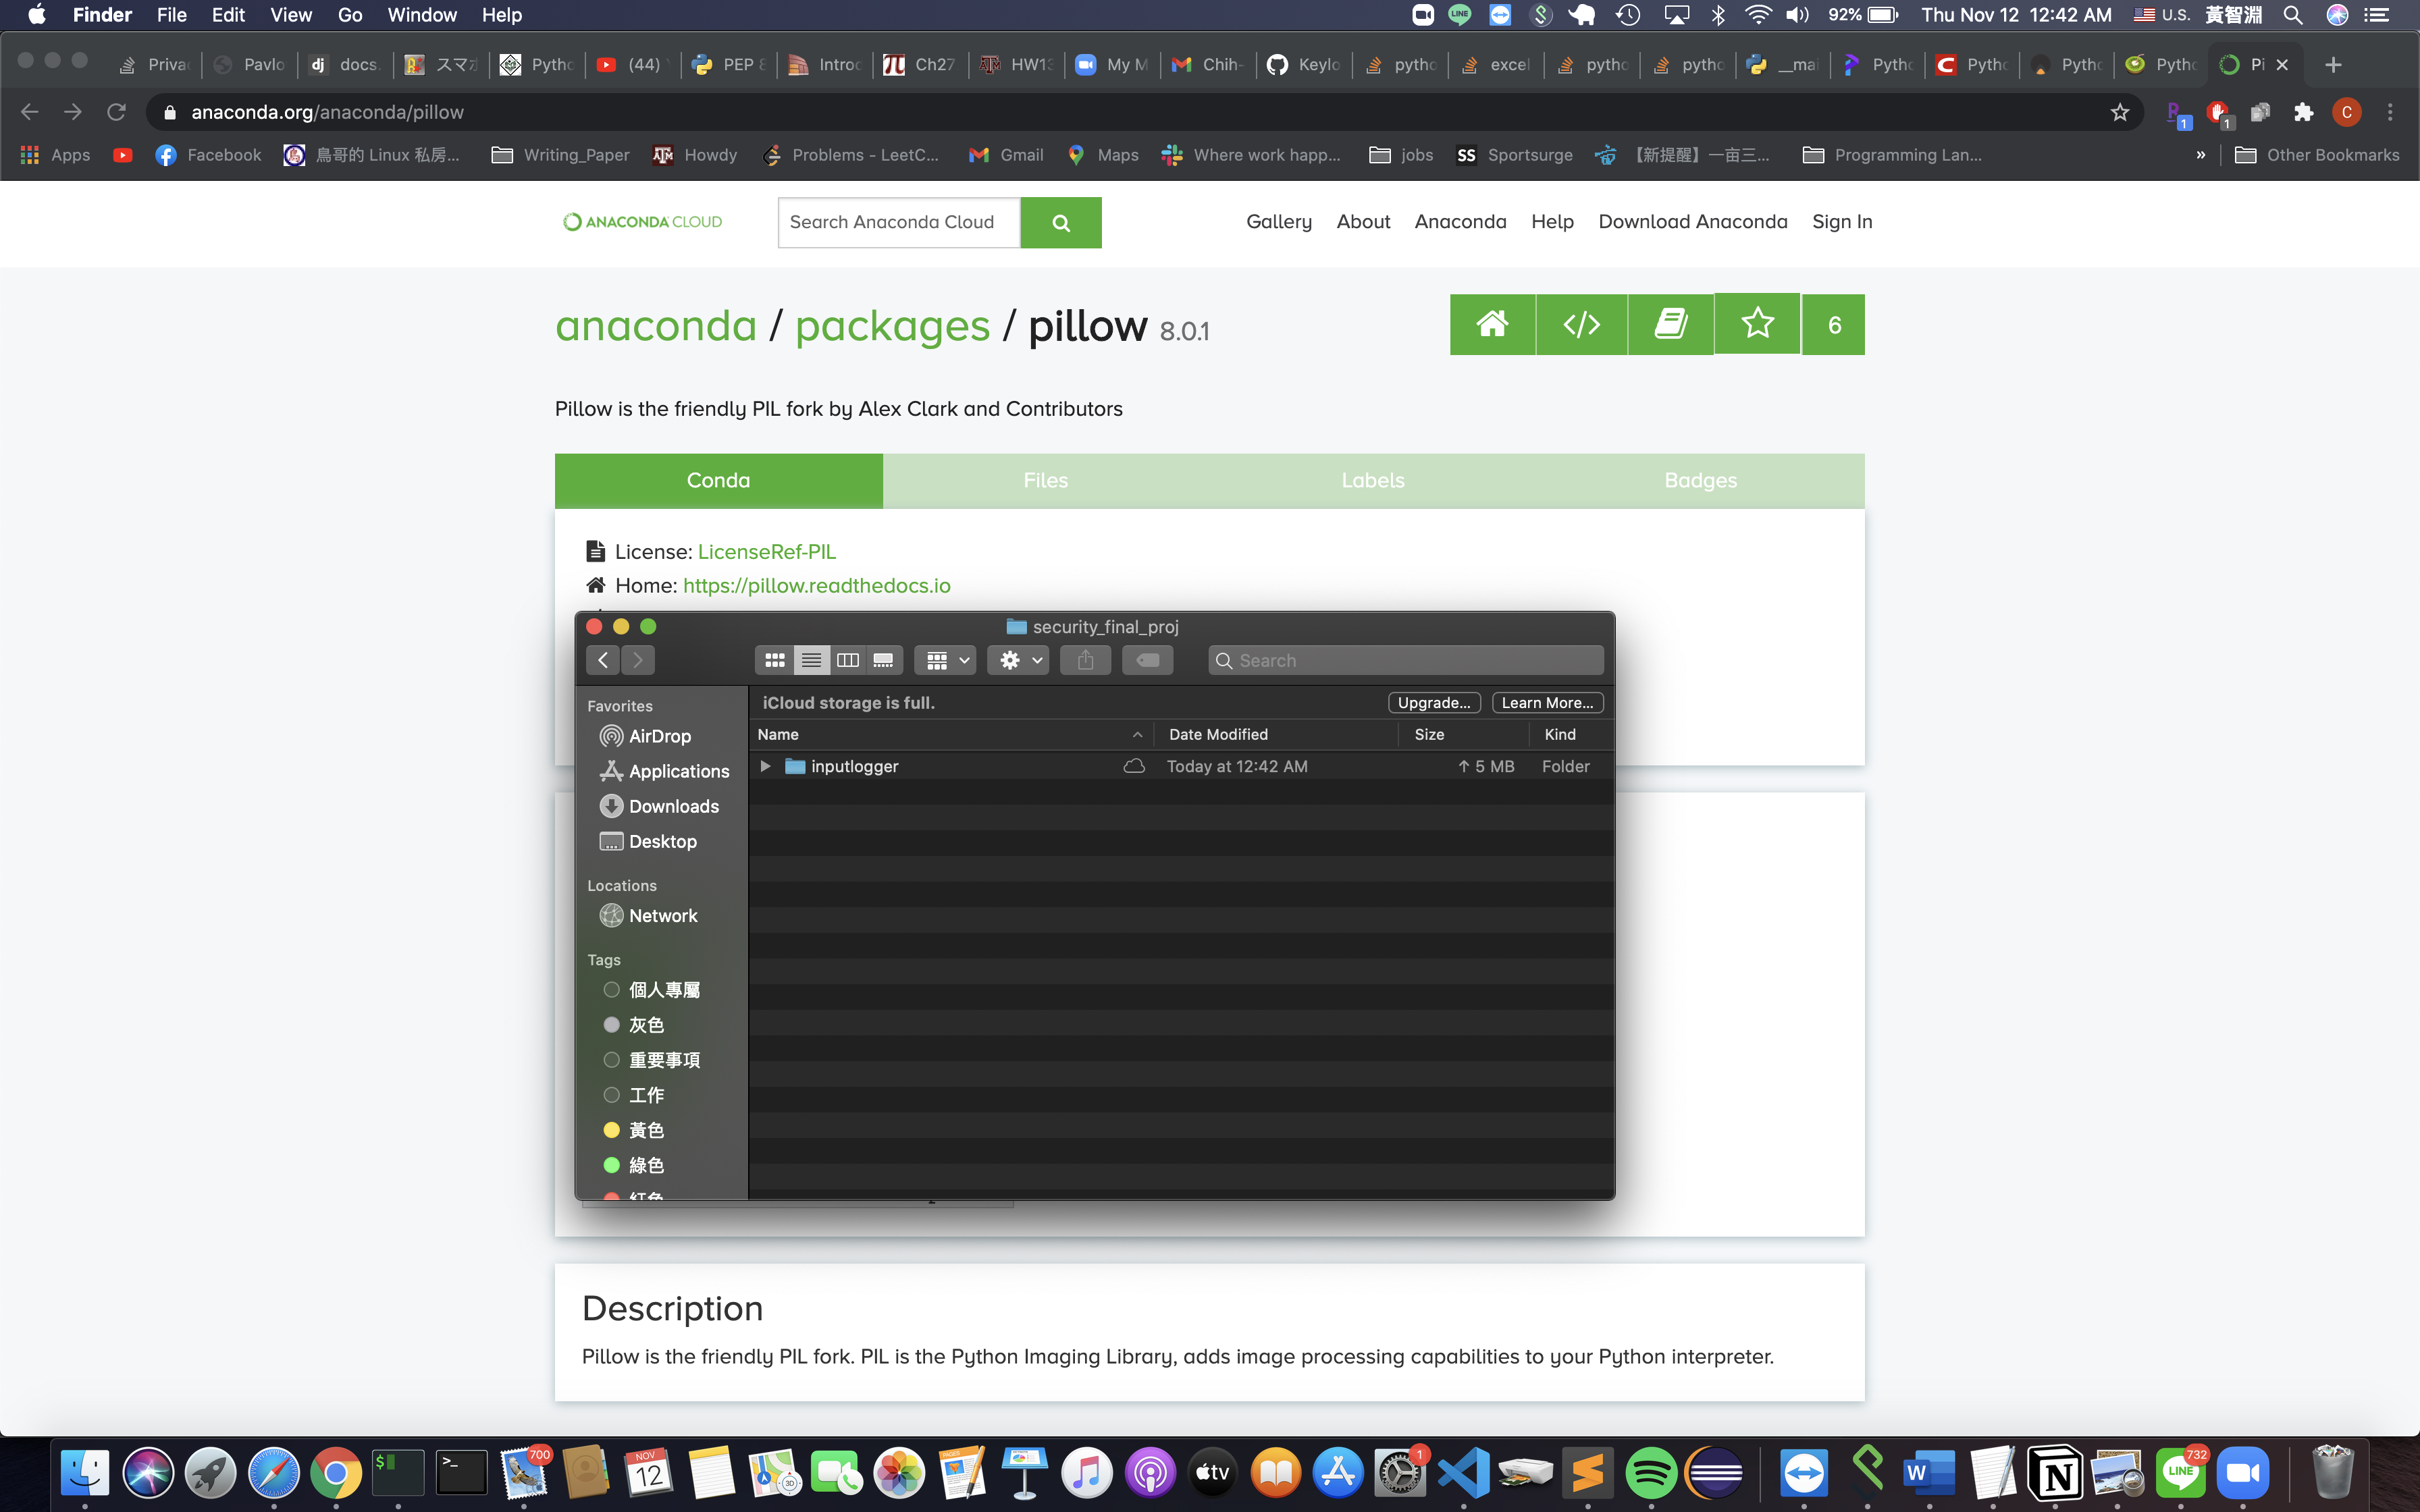 Finder File Edit View Go Window Help 92% Thu Nov 12 12:42 AM U.S. 黃智淵
Priva Pavlo docs. スマホ Pytho (44) PEP 8 Introd Ch27 HW13 My M Chih- Keylo pytho excel pytho pytho __mai Pytho Pytho Pytho Pytho Pi
anaconda.org/anaconda/pillow
Apps Facebook 鳥哥的 Linux 私房... Writing_Paper Howdy Problems - LeetC... Gmail Maps Where work happ... jobs Sportsurge 【新提醒】一亩三... Programming Lan... » Other Bookmarks
ANACONDA CLOUD Search Anaconda Cloud Gallery About Anaconda Help Download Anaconda Sign In
anaconda / packages / pillow 8.0.1 6
Pillow is the friendly PIL fork by Alex Clark and Contributors
Conda Files Labels Badges
License: LicenseRef-PIL
Home: https://pillow.readthedocs.io
security_final_proj
Search
Favorites
AirDrop
Applications
Downloads
Desktop
Locations
Network
Tags
個人專屬
灰色
重要事項
工作
黃色
綠色
紅色
iCloud storage is full. Upgrade... Learn More...
Name Date Modified Size Kind
inputlogger Today at 12:42 AM ↑ 5 MB Folder
Description
Pillow is the friendly PIL fork. PIL is the Python Imaging Library, adds image processing capabilities to your Python interpreter.
700 NOV 12 3D tv 1 W N LINE 732